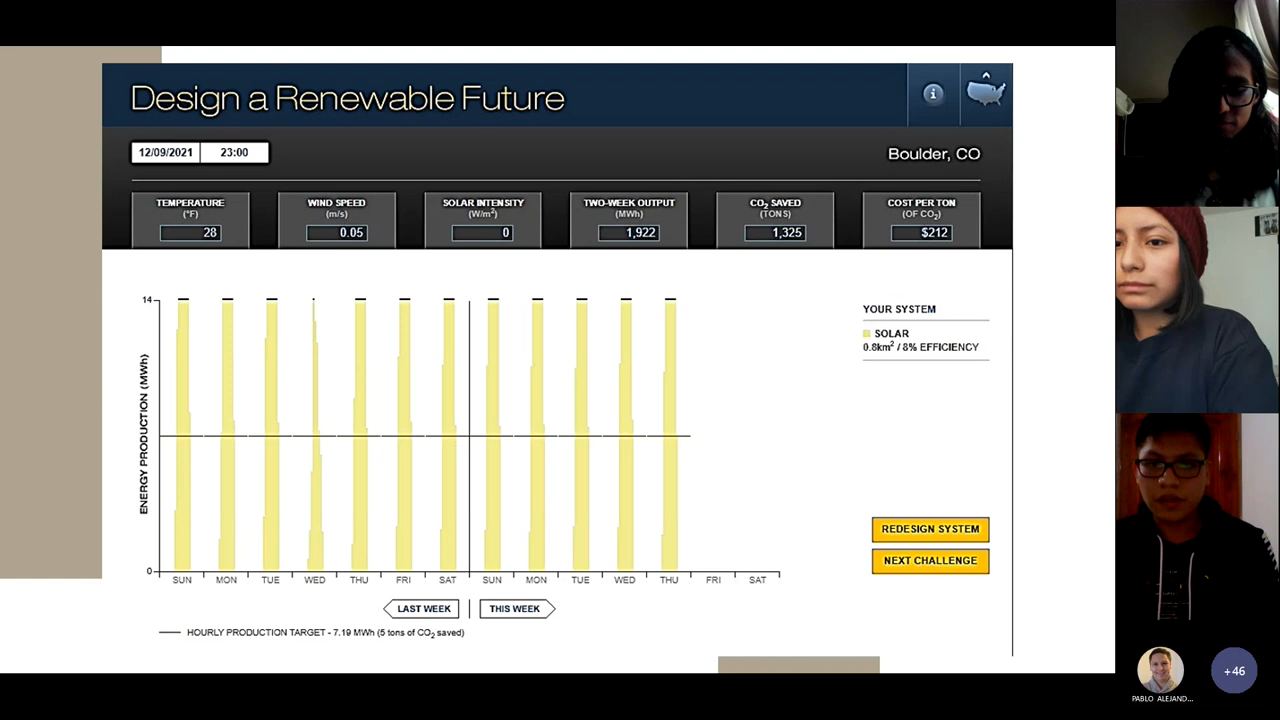 Design a Renewable Future
i
12/09/2021 23:00
Boulder, CO
TEMPERATURE
(°F)
28
WIND SPEED
(m/s)
0.05
SOLAR INTENSITY
(W/m²)
0
TWO-WEEK OUTPUT
(MWh)
1,922
CO₂ SAVED
(TONS)
1,325
COST PER TON
(OF CO₂)
$212
14
ENERGY PRODUCTION (MWh)
0
SUN MON TUE WED THU FRI SAT SUN MON TUE WED THU FRI SAT
LAST WEEK THIS WEEK
HOURLY PRODUCTION TARGET - 7.19 MWh (5 tons of CO₂ saved)
YOUR SYSTEM
SOLAR
0.8km² / 8% EFFICIENCY
REDESIGN SYSTEM
NEXT CHALLENGE
PABLO ALEJAND...
+46